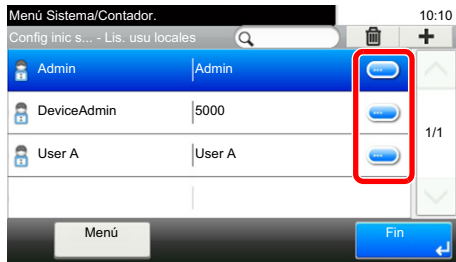 Menú Sistema/Contador. 10:10
Config inic s... - Lis. usu locales
Admin Admin
DeviceAdmin 5000
1/1
User A User A
Menú Fin